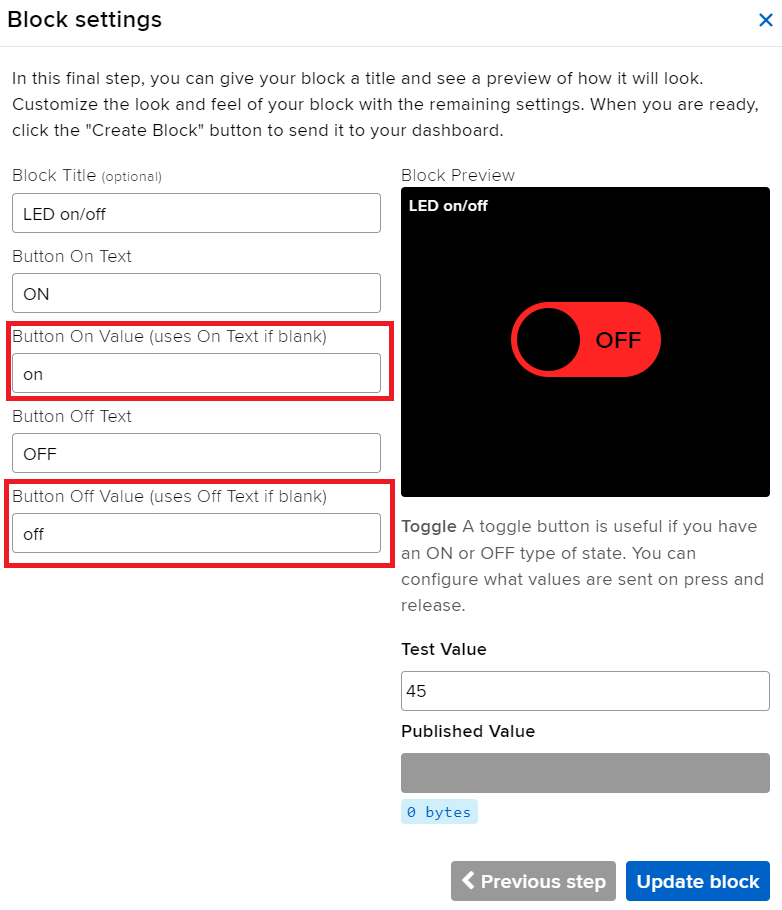 Block settings
In this final step, you can give your block a title and see a preview of how it will look.
Customize the look and feel of your block with the remaining settings. When you are ready,
click the "Create Block" button to send it to your dashboard.
Block Title (optional)
LED on/off
Button On Text
ON
Button On Value (uses On Text if blank)
on
Button Off Text
OFF
Button Off Value (uses Off Text if blank)
off
Block Preview
LED on/off
OFF
Toggle A toggle button is useful if you have
an ON or OFF type of state. You can
configure what values are sent on press and
release.
Test Value
45
Published Value
0 bytes
Previous step
Update block